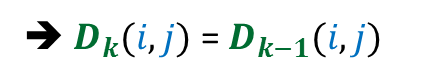 ➔ Dₖ(i,j) = Dₖ₋₁(i,j)